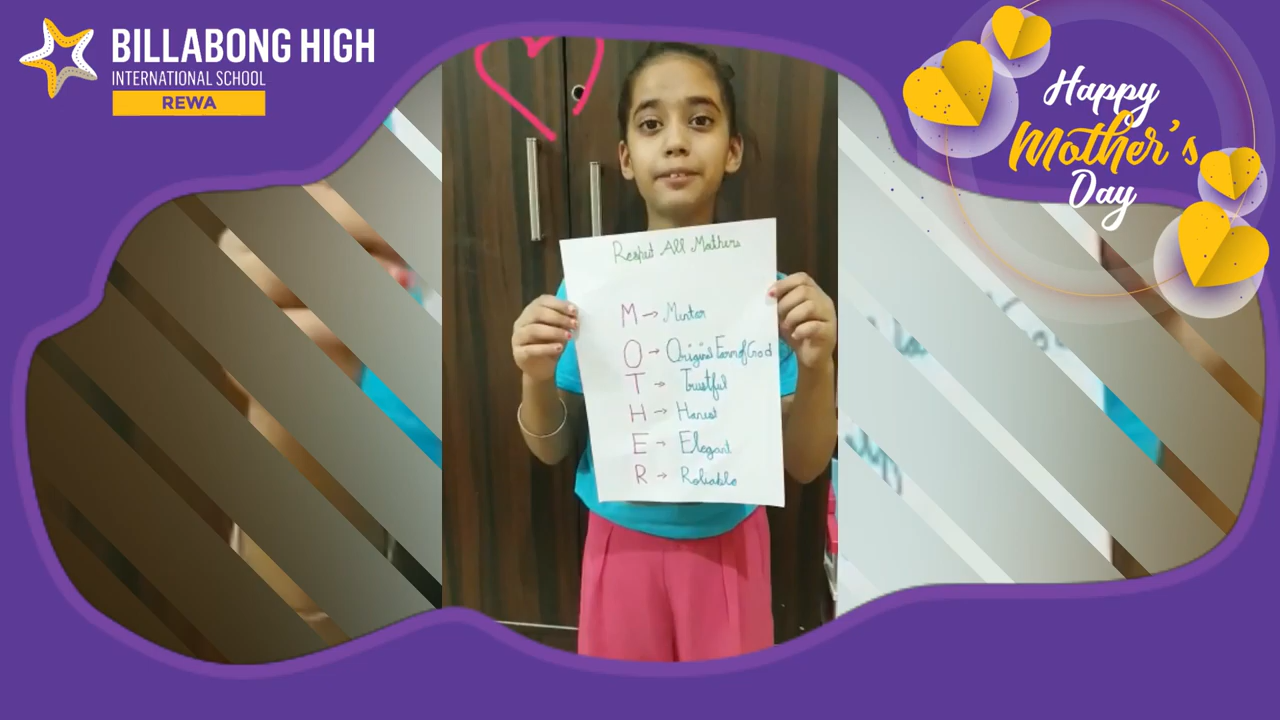 BILLABONG HIGH
INTERNATIONAL SCHOOL
REWA
Happy
Mother's
Day
Respect All Mothers
M → Mentor
O → Original Form of God
T → Trustful
H → Honest
E → Elegant
R → Reliable